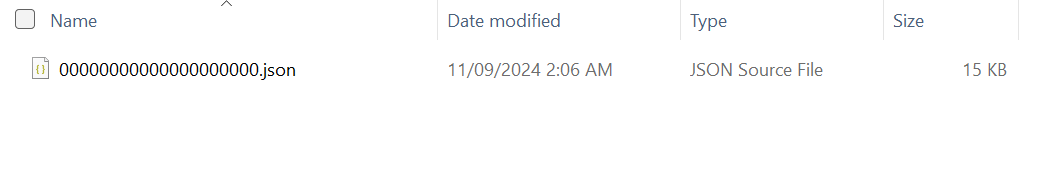 Name Date modified Type Size
00000000000000000000.json 11/09/2024 2:06 AM JSON Source File 15 KB